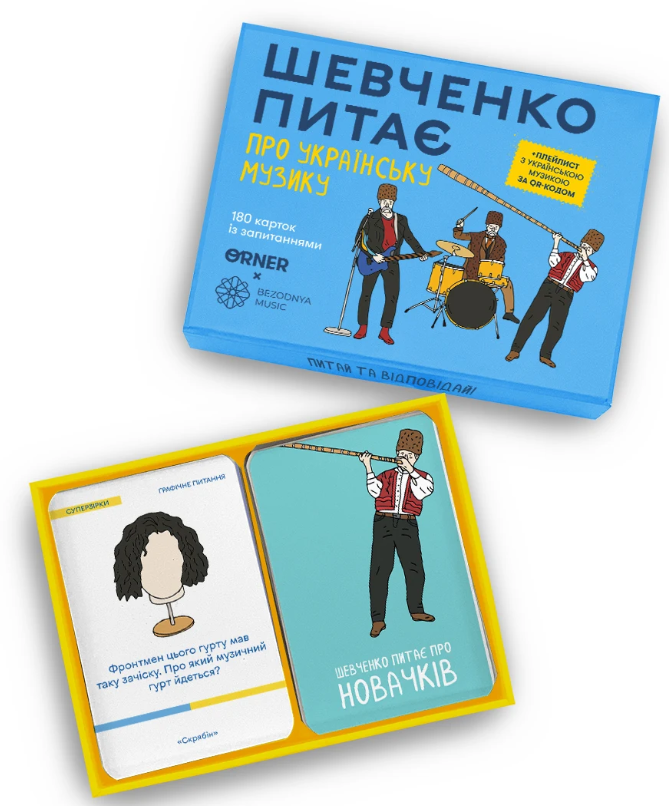 ШЕВЧЕНКО
ПИТАЄ
ПРО УКРАЇНСЬКУ
МУЗИКУ
+ПЛЕЙЛИСТ
З УКРАЇНСЬКОЮ
МУЗИКОЮ
ЗА QR-КОДОМ
180 карток
із запитаннями
ORNER
×
BEZODNYA
MUSIC
ПИТАЙ ТА ВІДПОВІДАЙ!
СУПЕРЗІРКИ
ГРАФІЧНЕ ПИТАННЯ
Фронтмен цього гурту мав
таку зачіску. Про який музичний
гурт йдеться?
«Скрябін»
ШЕВЧЕНКО ПИТАЄ ПРО
НОВАЧКІВ